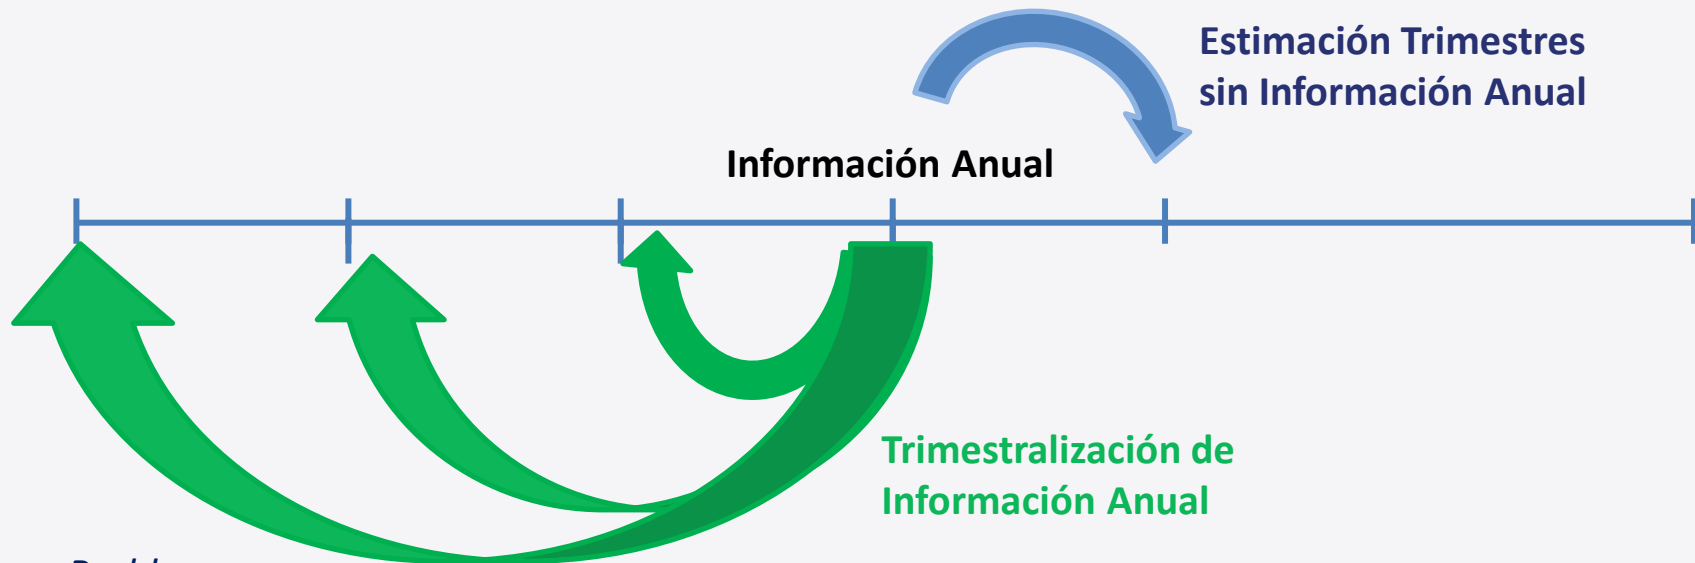 Estimación Trimestres
sin Información Anual
Información Anual
Trimestralización de
Información Anual